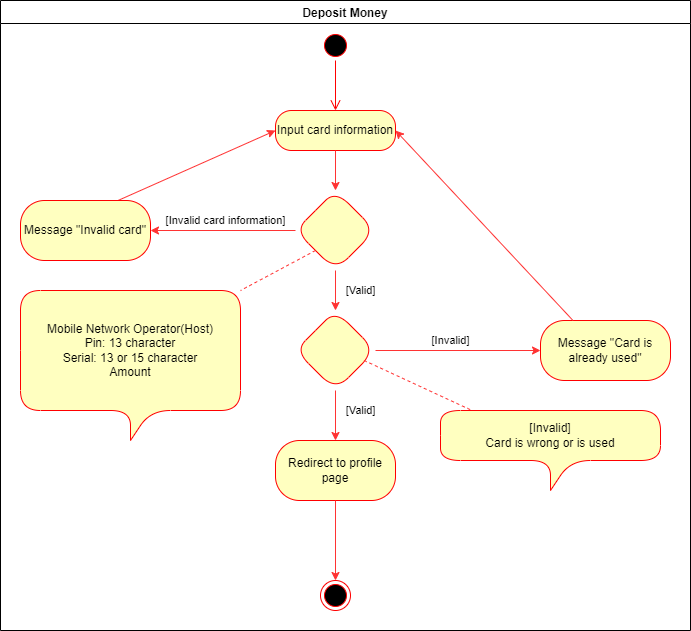 Deposit Money
Input card information
[Invalid card information]
Message "Invalid card"
[Valid]
Mobile Network Operator(Host)
Pin: 13 character
Serial: 13 or 15 character
Amount
[Invalid]
Message "Card is
already used"
[Valid]
[Invalid]
Card is wrong or is used
Redirect to profile
page